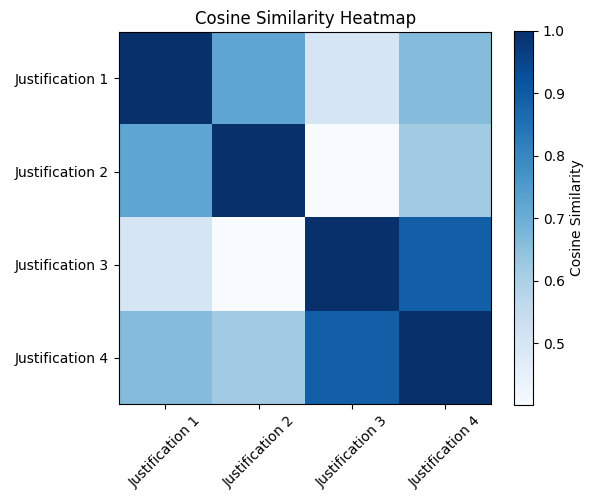 Cosine Similarity Heatmap
Justification 1
Justification 2
Justification 3
Justification 4
Justification 1
Justification 2
Justification 3
Justification 4
1.0
0.9
0.8
0.7
0.6
0.5
Cosine Similarity